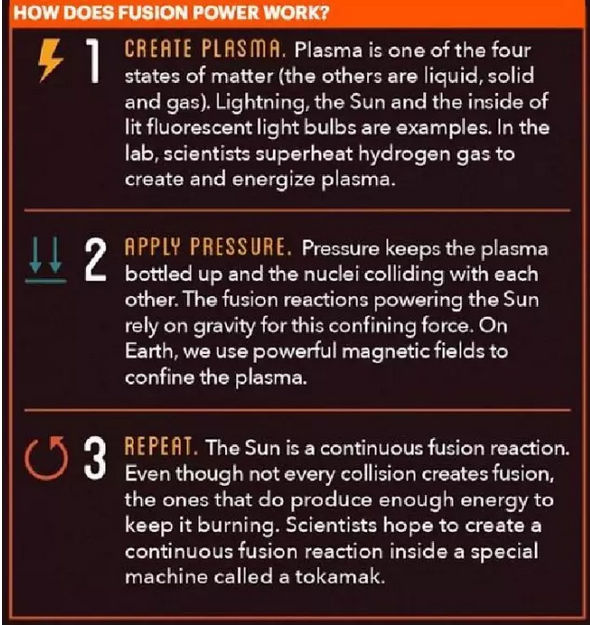 HOW DOES FUSION POWER WORK?
1 CREATE PLASMA. Plasma is one of the four
states of matter (the others are liquid, solid
and gas). Lightning, the Sun and the inside of
lit fluorescent light bulbs are examples. In the
lab, scientists superheat hydrogen gas to
create and energize plasma.
2 APPLY PRESSURE. Pressure keeps the plasma
bottled up and the nuclei colliding with each
other. The fusion reactions powering the Sun
rely on gravity for this confining force. On
Earth, we use powerful magnetic fields to
confine the plasma.
3 REPEAT. The Sun is a continuous fusion reaction.
Even though not every collision creates fusion,
the ones that do produce enough energy to
keep it burning. Scientists hope to create a
continuous fusion reaction inside a special
machine called a tokamak.